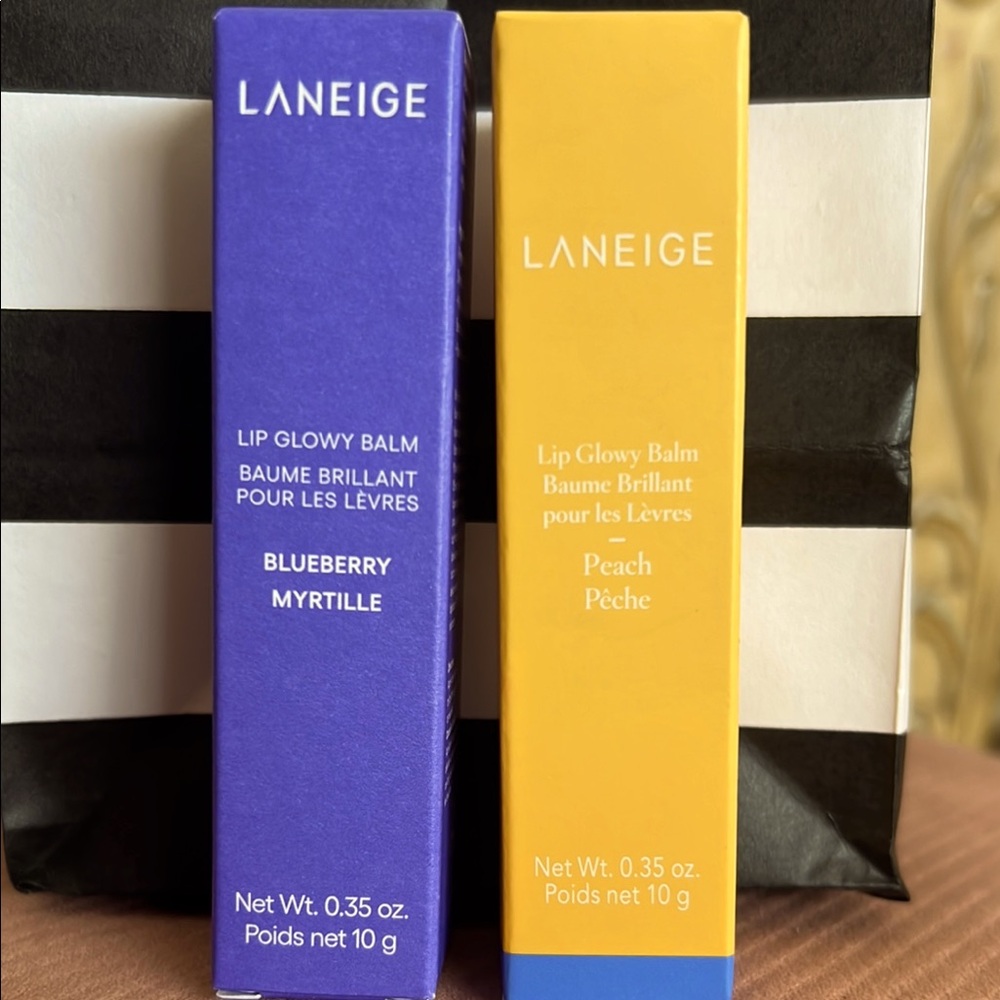 LANEIGE
LIP GLOWY BALM
BAUME BRILLANT
POUR LES LÈVRES
BLUEBERRY
MYRTILLE
Net Wt. 0.35 oz.
Poids net 10 g
LANEIGE
Lip Glowy Balm
Baume Brillant
pour les Lèvres
Peach
Pêche
Net Wt. 0.35 oz.
Poids net 10 g